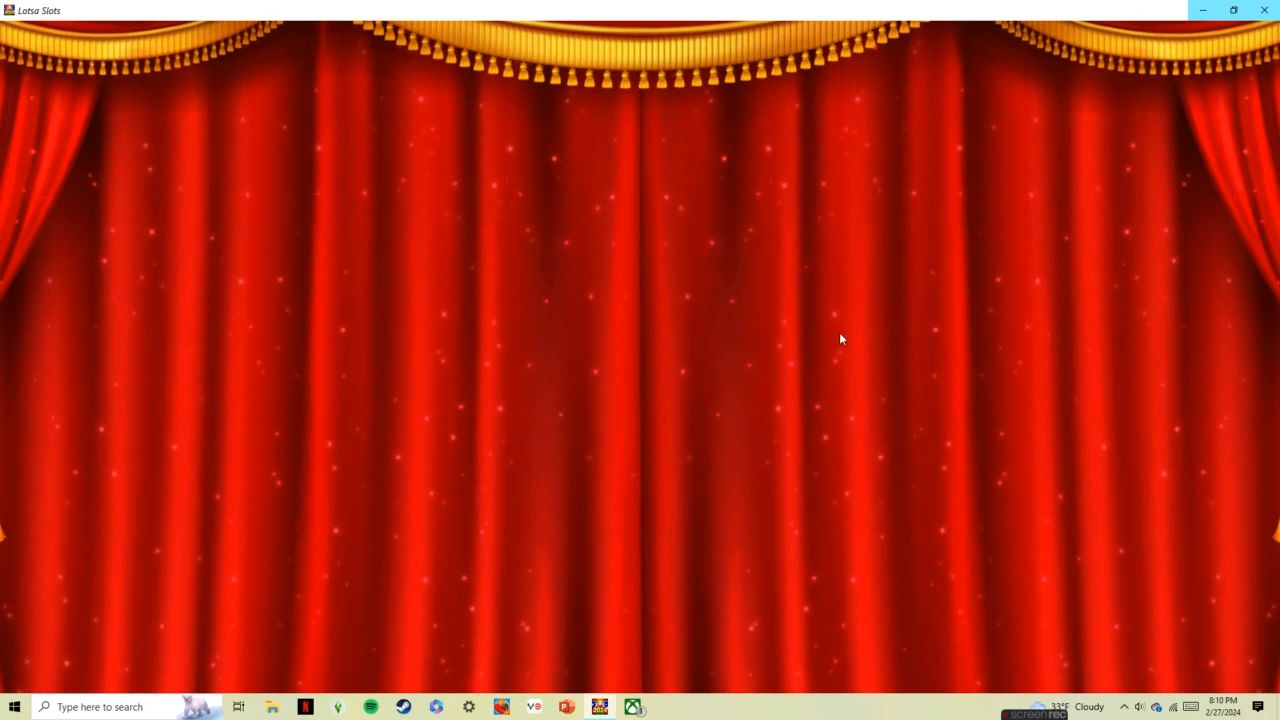 Lotsa Slots
Type here to search
33°F Cloudy
8:10 PM
2/27/2024
screenrec